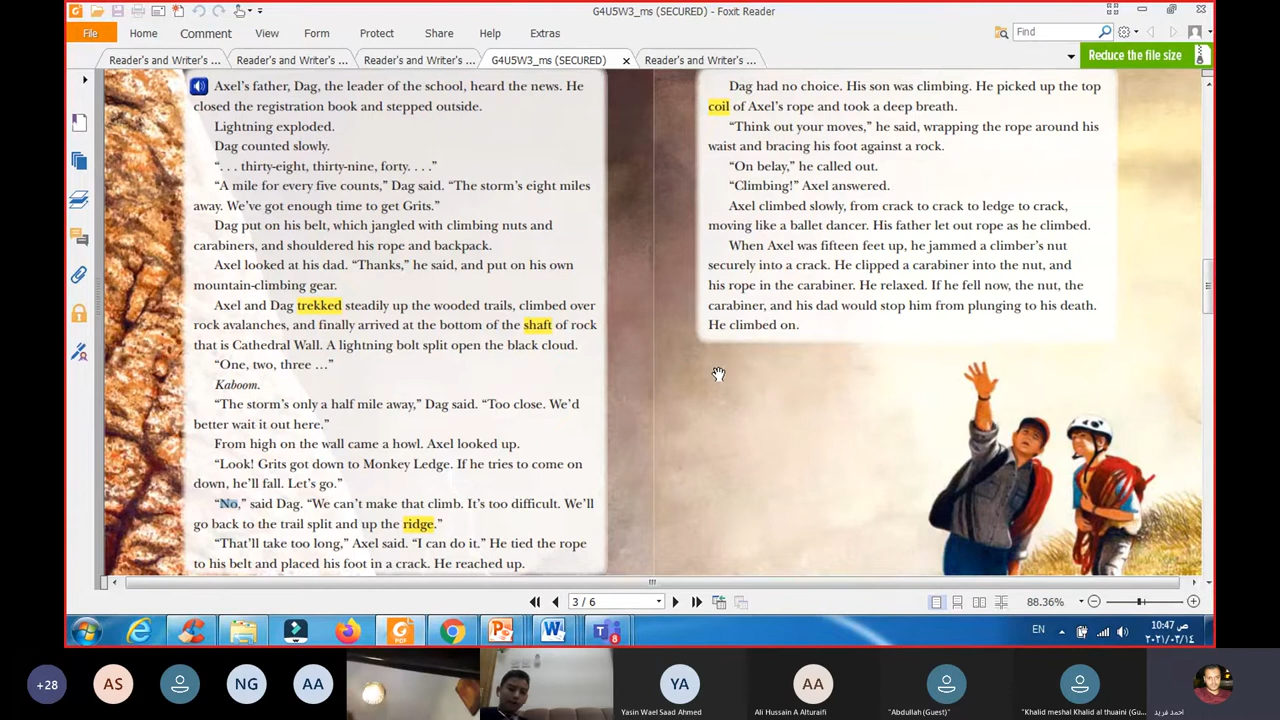 G4U5W3_ms (SECURED) - Foxit Reader
File
Home
Comment
View
Form
Protect
Share
Help
Extras
Find
Reader's and Writer's ...
Reader's and Writer's ...
Reader's and Writer's ...
G4U5W3_ms (SECURED)
Reader's and Writer's ...
Reduce the file size
Axel's father, Dag, the leader of the school, heard the news. He
closed the registration book and stepped outside.
Lightning exploded.
Dag counted slowly.
“. . . thirty-eight, thirty-nine, forty. . . .”
“A mile for every five counts,” Dag said. “The storm's eight miles
away. We've got enough time to get Grits.”
Dag put on his belt, which jangled with climbing nuts and
carabiners, and shouldered his rope and backpack.
Axel looked at his dad. “Thanks,” he said, and put on his own
mountain-climbing gear.
Axel and Dag trekked steadily up the wooded trails, climbed over
rock avalanches, and finally arrived at the bottom of the shaft of rock
that is Cathedral Wall. A lightning bolt split open the black cloud.
“One, two, three …”
Kaboom.
“The storm's only a half mile away,” Dag said. “Too close. We'd
better wait it out here.”
From high on the wall came a howl. Axel looked up.
“Look! Grits got down to Monkey Ledge. If he tries to come on
down, he'll fall. Let's go.”
“No,” said Dag. “We can't make that climb. It's too difficult. We'll
go back to the trail split and up the ridge.”
“That'll take too long,” Axel said. “I can do it.” He tied the rope
to his belt and placed his foot in a crack. He reached up.
Dag had no choice. His son was climbing. He picked up the top
coil of Axel's rope and took a deep breath.
“Think out your moves,” he said, wrapping the rope around his
waist and bracing his foot against a rock.
“On belay,” he called out.
“Climbing!” Axel answered.
Axel climbed slowly, from crack to crack to ledge to crack,
moving like a ballet dancer. His father let out rope as he climbed.
When Axel was fifteen feet up, he jammed a climber's nut
securely into a crack. He clipped a carabiner into the nut, and
his rope in the carabiner. He relaxed. If he fell now, the nut, the
carabiner, and his dad would stop him from plunging to his death.
He climbed on.
3 / 6
88.36%
EN
10:47 ص
٢٠٢١/٠٣/١٤
8
+28
AS
NG
AA
YA
Yasin Wael Saad Ahmed
AA
Ali Hussain A Alturaifi
"Abdullah (Guest)"
"Khalid meshal Khalid al thuaini (Gu...
احمد فريد